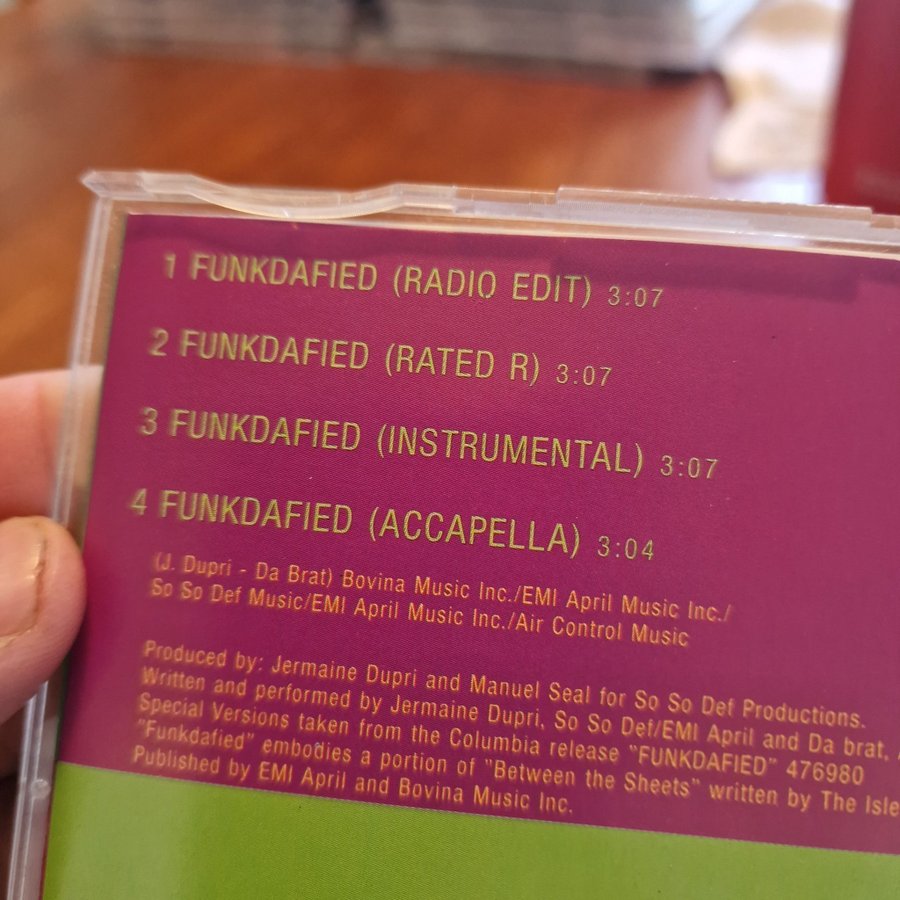 1 FUNKDAFIED (RADIO EDIT) 3:07
2 FUNKDAFIED (RATED R) 3:07
3 FUNKDAFIED (INSTRUMENTAL) 3:07
4 FUNKDAFIED (ACCAPELLA) 3:04
(J. Dupri - Da Brat) Bovina Music Inc./EMI April Music Inc./
So So Def Music/EMI April Music Inc./Air Control Music
Produced by: Jermaine Dupri and Manuel Seal for So So Def Productions.
Written and performed by Jermaine Dupri, So So Def/EMI April and Da brat,
Special Versions taken from the Columbia release "FUNKDAFIED" 476980
"Funkdafied" embodies a portion of "Between the Sheets" written by The Isle
Published by EMI April and Bovina Music Inc.